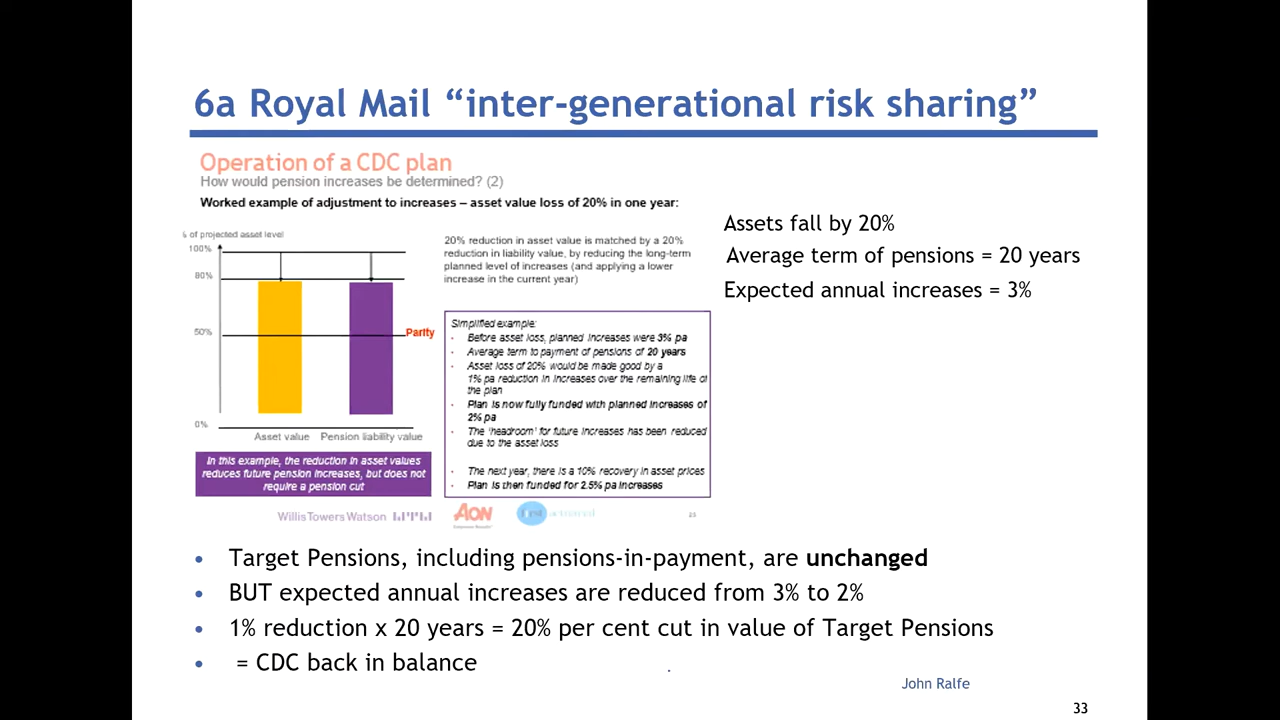 6a Royal Mail “inter-generational risk sharing”
Operation of a CDC plan
How would pension increases be determined? (2)
Worked example of adjustment to increases – asset value loss of 20% in one year:
% of projected asset level
100%
80%
50%
0%
Parity
Asset value Pension liability value
In this example, the reduction in asset values
reduces future pension increases, but does not
require a pension cut
20% reduction in asset value is matched by a 20%
reduction in liability value, by reducing the long-term
planned level of increases (and applying a lower
increase in the current year)
Simplified example:
- Before asset loss, planned increases were 3% pa
- Average term to payment of pensions of 20 years
- Asset loss of 20% would be made good by a
1% pa reduction in increases over the remaining life of
the plan
- Plan is now fully funded with planned increases of
2% pa
- The ‘headroom’ for future increases has been reduced
due to the asset loss
- The next year, there is a 10% recovery in asset prices
- Plan is then funded for 2.5% pa increases
Willis Towers Watson
AON
25
Assets fall by 20%
Average term of pensions = 20 years
Expected annual increases = 3%
• Target Pensions, including pensions-in-payment, are unchanged
• BUT expected annual increases are reduced from 3% to 2%
• 1% reduction x 20 years = 20% per cent cut in value of Target Pensions
• = CDC back in balance
John Ralfe
33